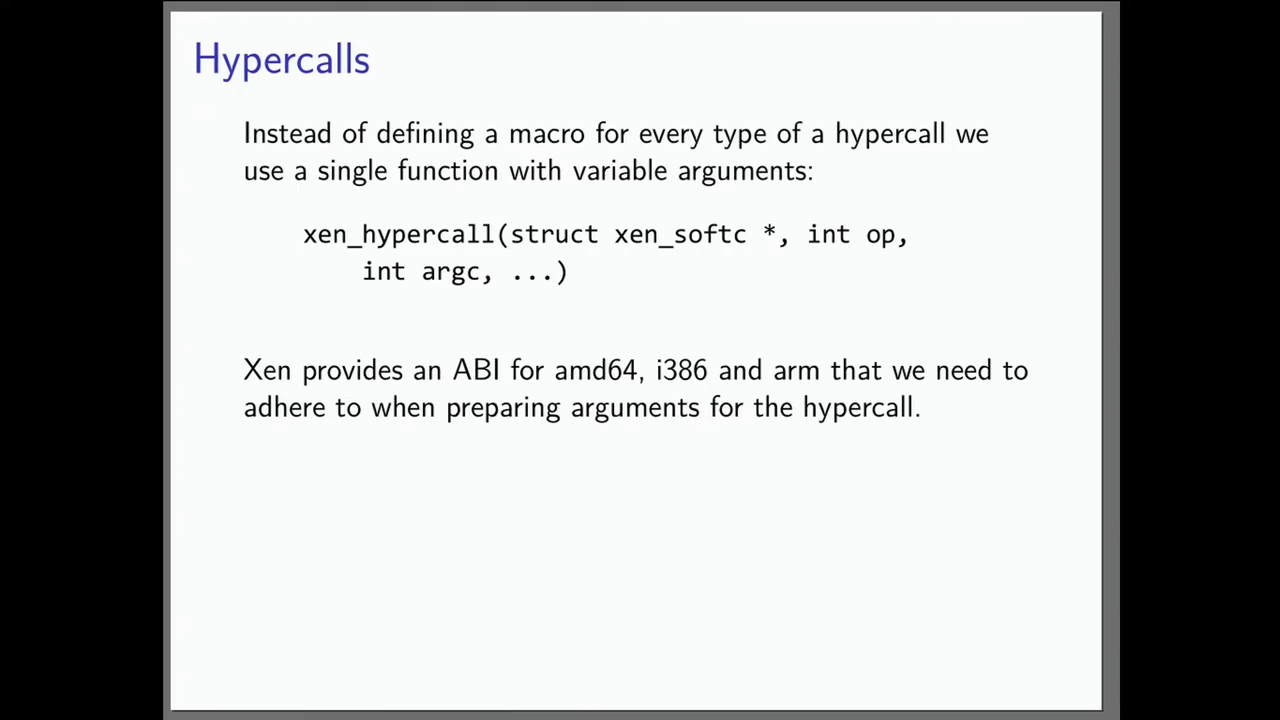 Hypercalls
Instead of defining a macro for every type of a hypercall we
use a single function with variable arguments:
xen_hypercall(struct xen_softc *, int op,
int argc, ...)
Xen provides an ABI for amd64, i386 and arm that we need to
adhere to when preparing arguments for the hypercall.